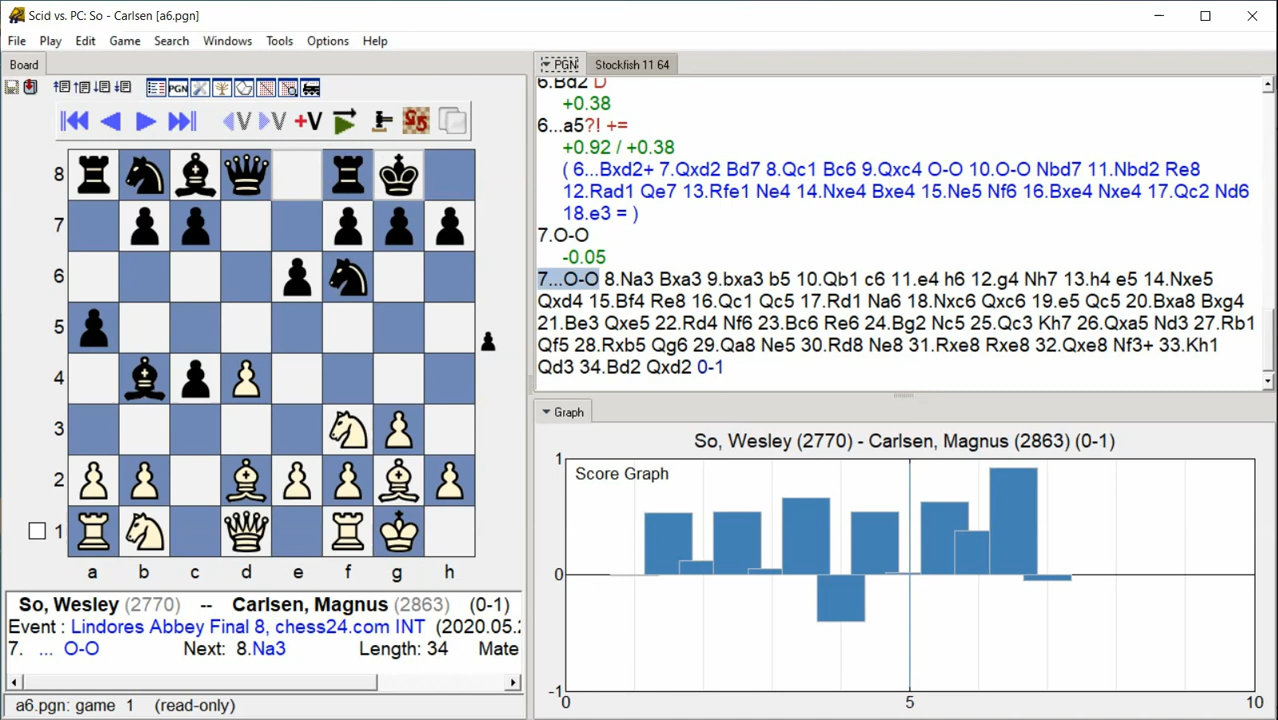 Scid vs. PC: So - Carlsen [a6.pgn]
File Play Edit Game Search Windows Tools Options Help
Board
PGN Stockfish 11 64
PGN
V V +V
8
7
6
5
4
3
2
1
a b c d e f g h
6.Bd2 D
+0.38
6...a5?! +=
+0.92 / +0.38
( 6...Bxd2+ 7.Qxd2 Bd7 8.Qc1 Bc6 9.Qxc4 O-O 10.O-O Nbd7 11.Nbd2 Re8
12.Rad1 Qe7 13.Rfe1 Ne4 14.Nxe4 Bxe4 15.Ne5 Nf6 16.Bxe4 Nxe4 17.Qc2 Nd6
18.e3 = )
7.O-O
-0.05
7...O-O 8.Na3 Bxa3 9.bxa3 b5 10.Qb1 c6 11.e4 h6 12.g4 Nh7 13.h4 e5 14.Nxe5
Qxd4 15.Bf4 Re8 16.Qc1 Qc5 17.Rd1 Na6 18.Nxc6 Qxc6 19.e5 Qc5 20.Bxa8 Bxg4
21.Be3 Qxe5 22.Rd4 Nf6 23.Bc6 Re6 24.Bg2 Nc5 25.Qc3 Kh7 26.Qxa5 Nd3 27.Rb1
Qf5 28.Rxb5 Qg6 29.Qa8 Ne5 30.Rd8 Ne8 31.Rxe8 Rxe8 32.Qxe8 Nf3+ 33.Kh1
Qd3 34.Bd2 Qxd2 0-1
Graph
So, Wesley (2770) - Carlsen, Magnus (2863) (0-1)
Score Graph
1
0
-1
0 5 10
So, Wesley (2770) -- Carlsen, Magnus (2863) (0-1)
Event : Lindores Abbey Final 8, chess24.com INT (2020.05.2
7. ... O-O Next: 8.Na3 Length: 34 Mate
a6.pgn: game 1 (read-only)